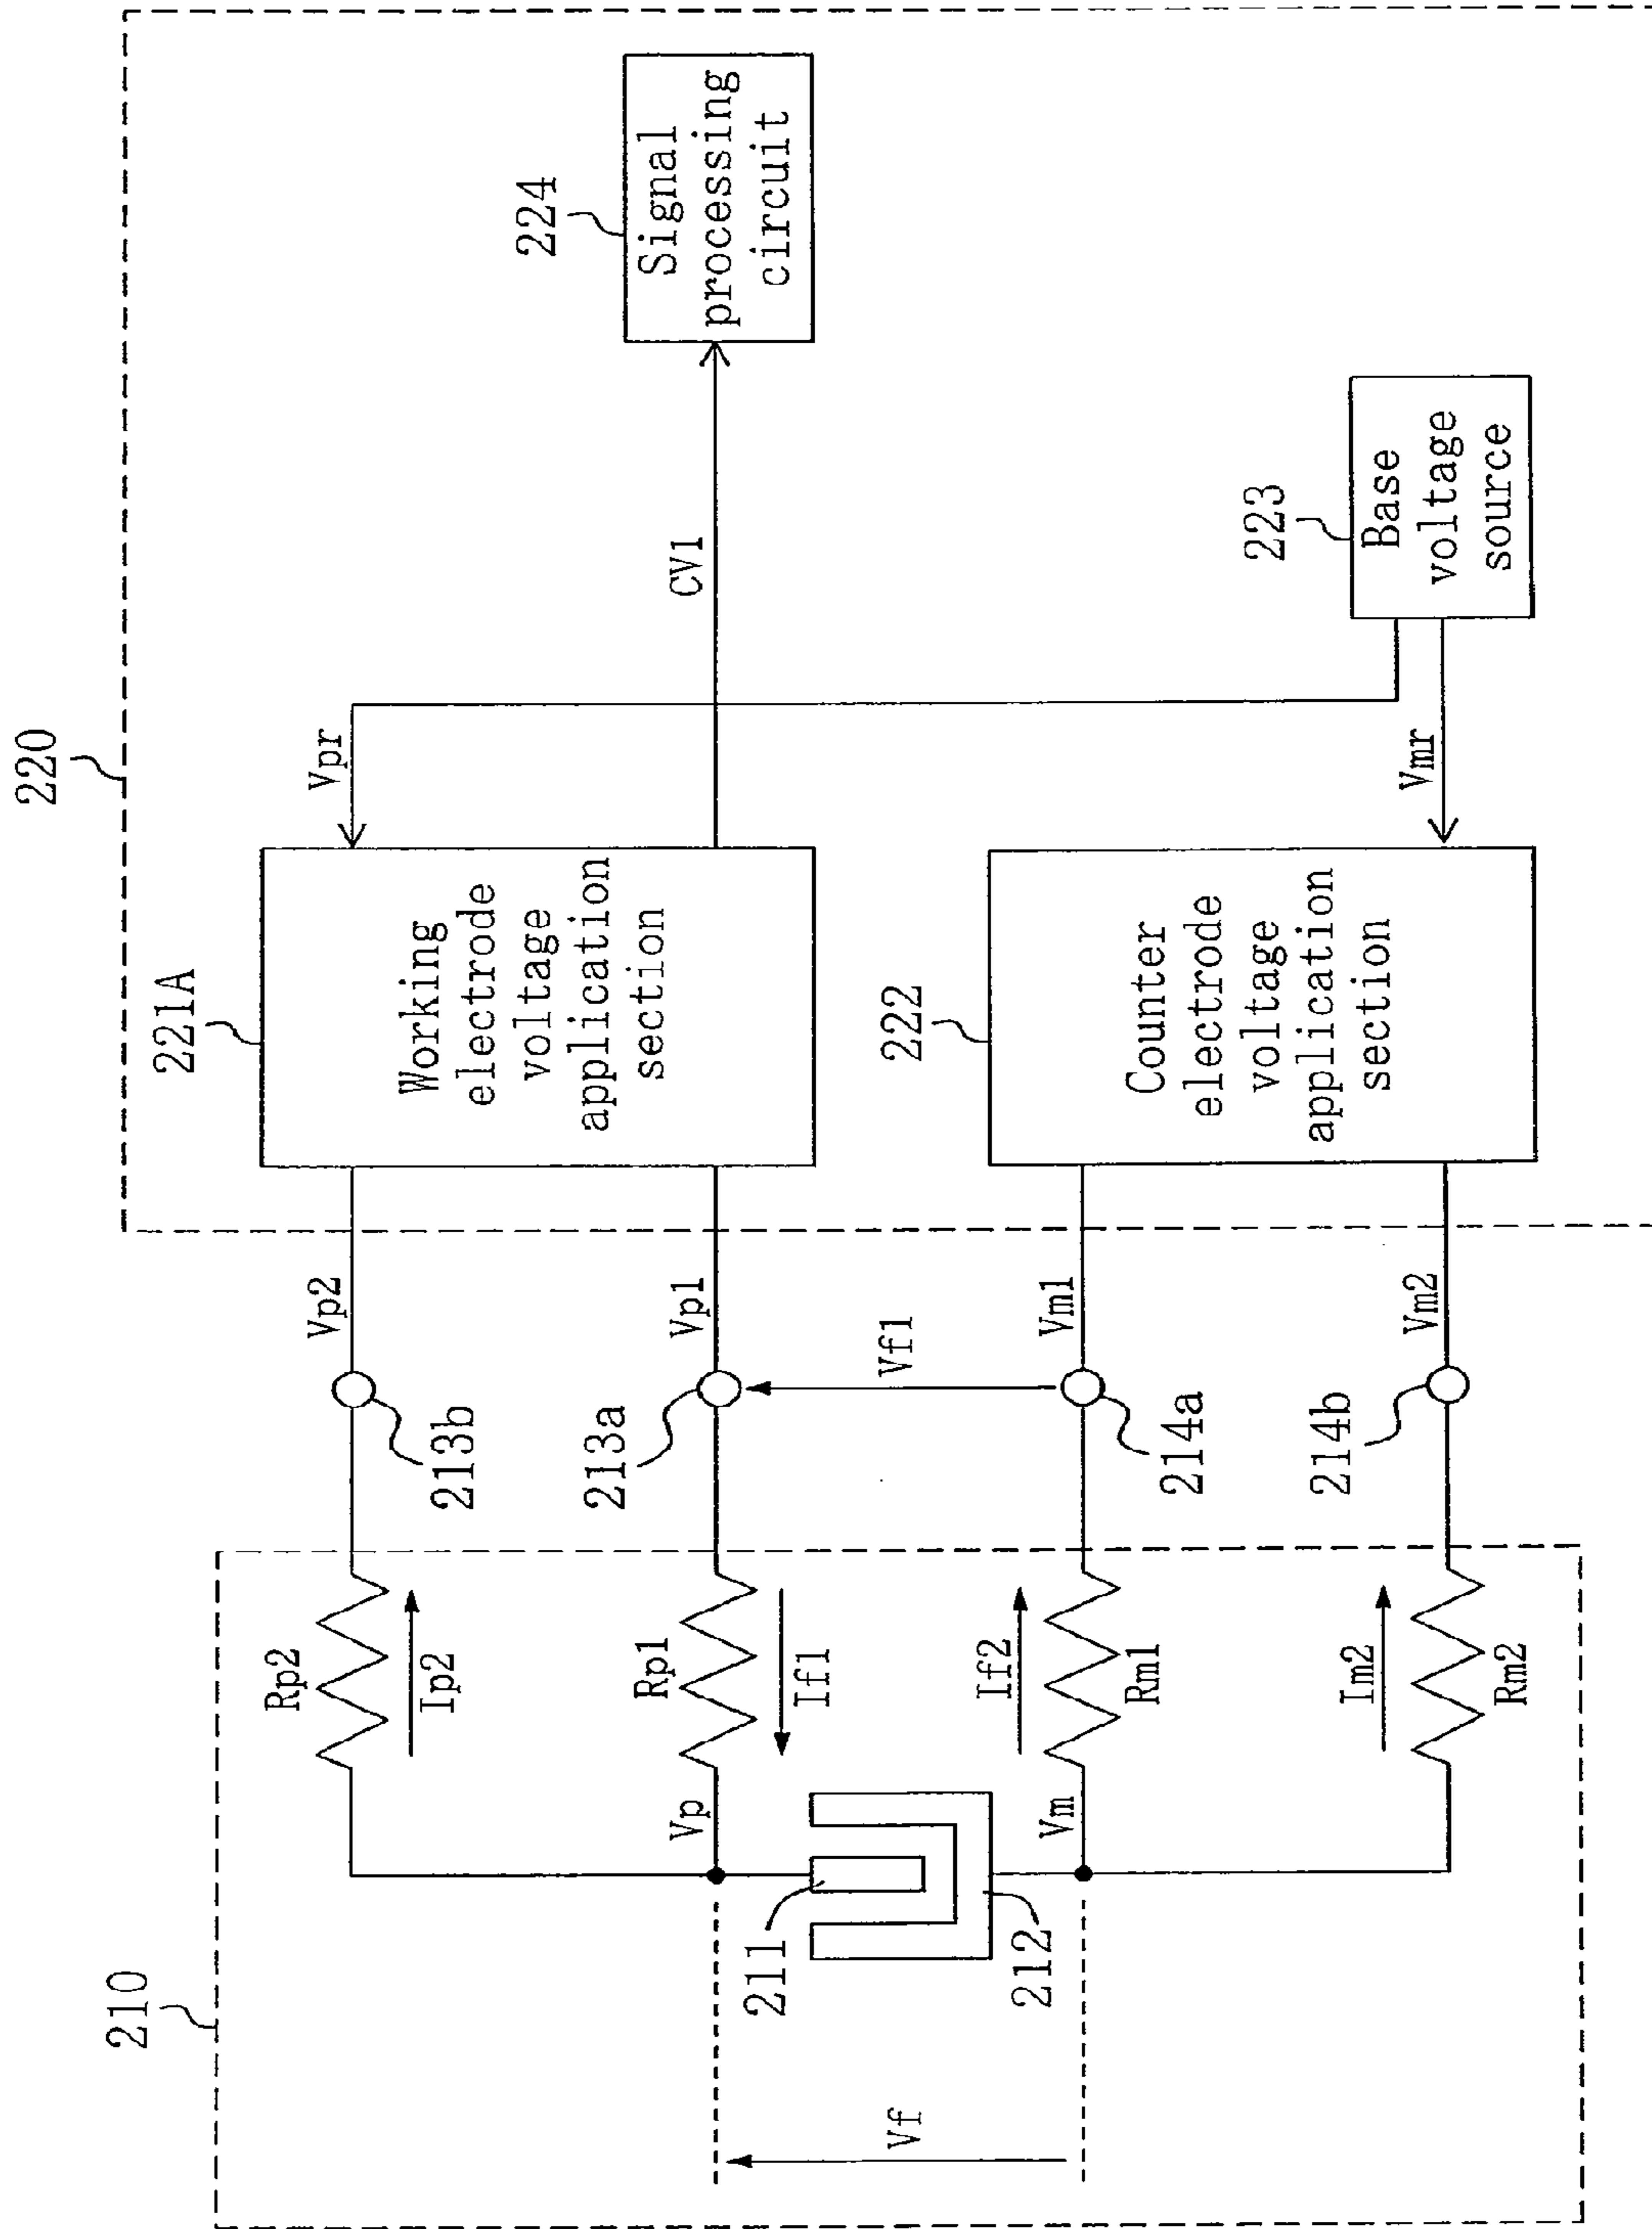 220
224
Signal
processing
circuit
CV1
223
Base
voltage
source
Vpr
Vmr
221A
Working
electrode
voltage
application
section
222
Counter
electrode
voltage
application
section
Vp2
Vp1
Vm1
Vm2
213b
213a
Vf1
214a
214b
210
Rp2
Ip2
Rp1
If1
If2
Rm1
Im2
Rm2
Vp
Vm
211
212
Vf